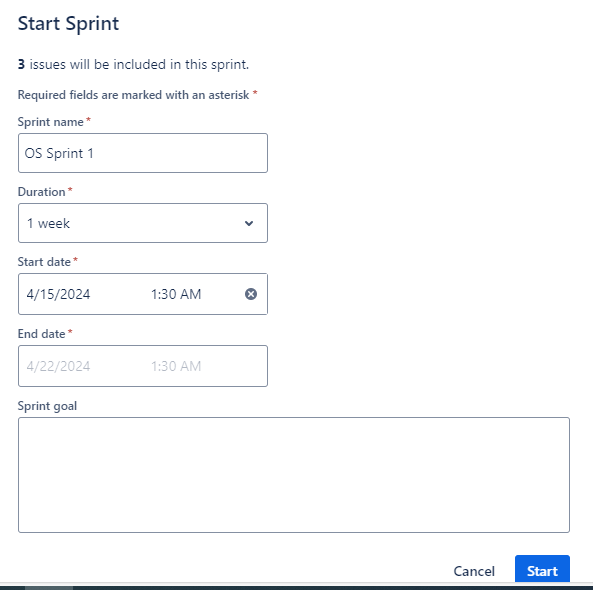 Start Sprint
3 issues will be included in this sprint.
Required fields are marked with an asterisk *
Sprint name *
OS Sprint 1
Duration *
1 week
Start date *
4/15/2024 1:30 AM
End date *
4/22/2024 1:30 AM
Sprint goal
Cancel Start